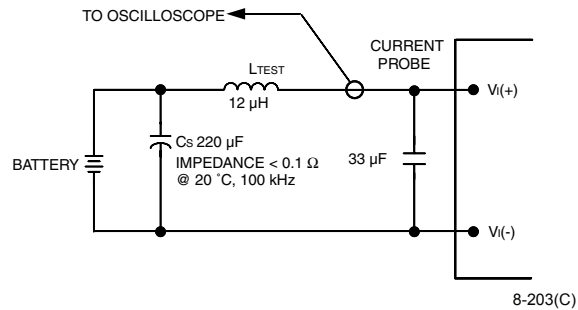 TO OSCILLOSCOPE
CURRENT
PROBE
LTEST
12 µH
VI(+)
CS 220 µF
IMPEDANCE < 0.1 Ω
@ 20 ˚C, 100 kHz
33 µF
BATTERY
VI(-)
8-203(C)